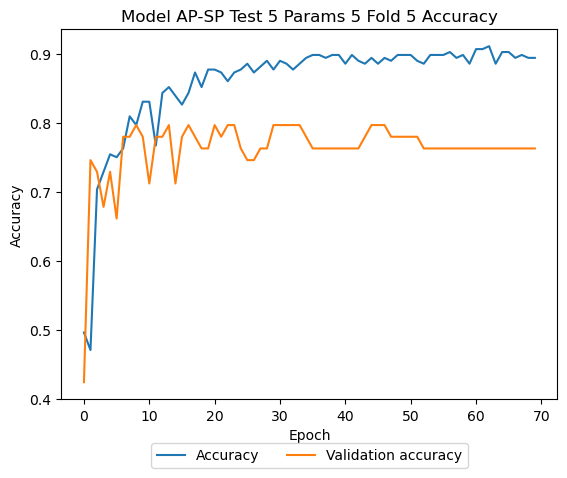 Model AP-SP Test 5 Params 5 Fold 5 Accuracy
0.9
0.8
0.7
0.6
0.5
0.4
Accuracy
0 10 20 30 40 50 60 70
Epoch
Accuracy Validation accuracy